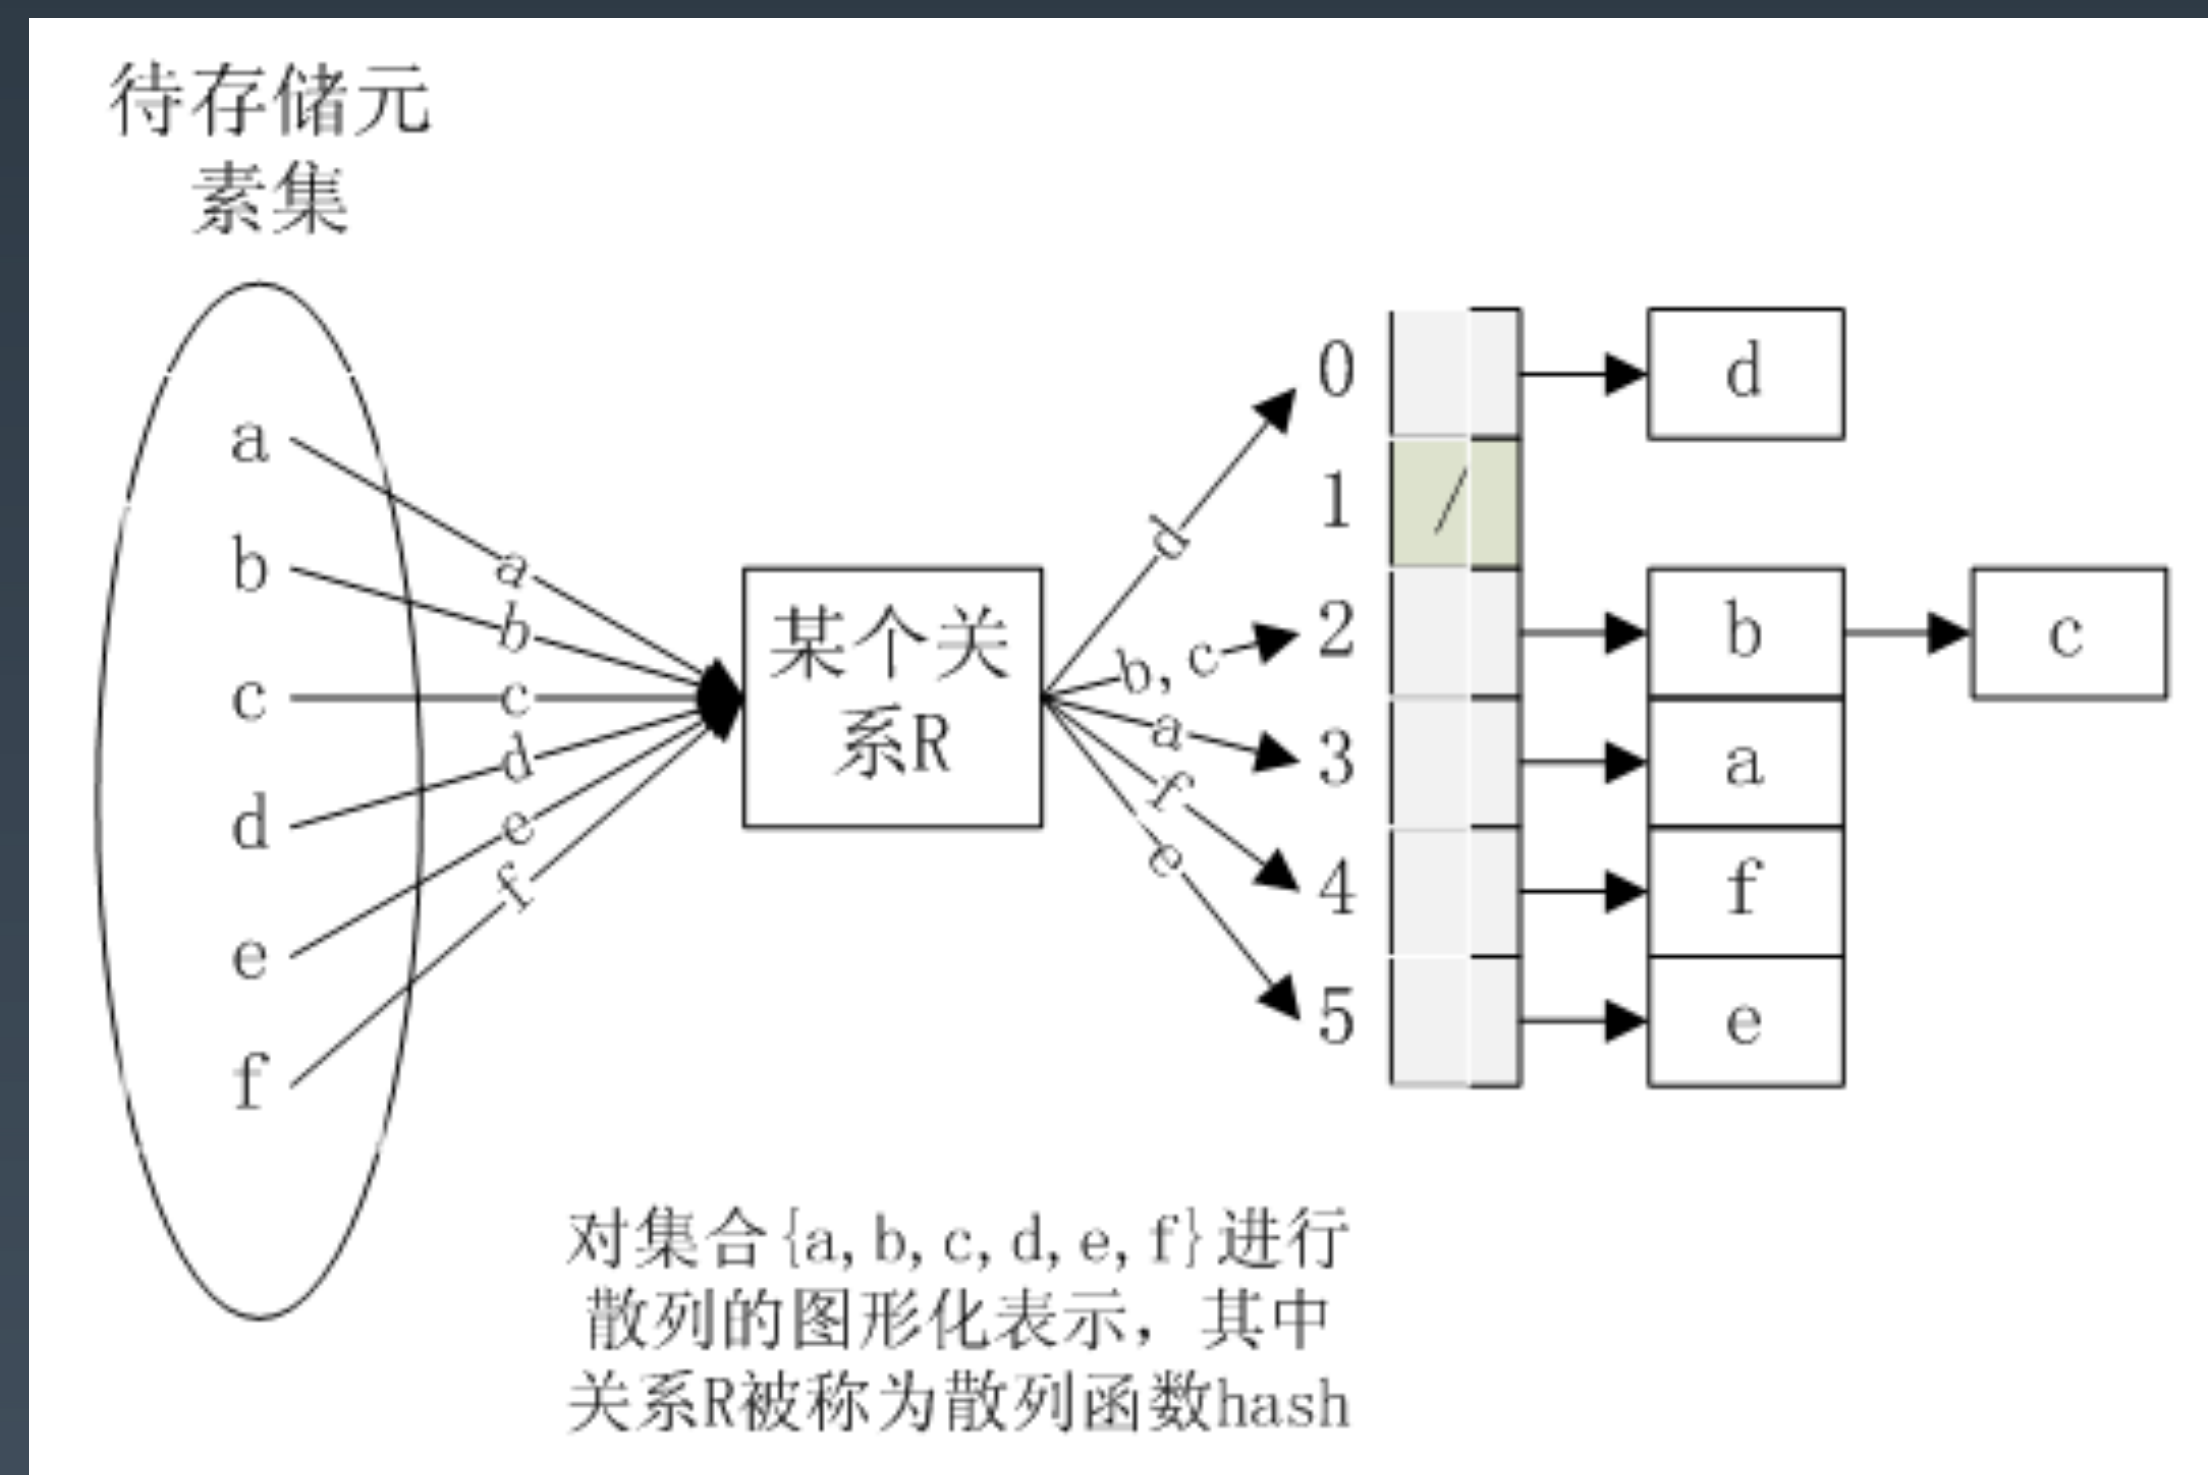 待存储元
素集
a
b
c
d
e
f
a
b
c
d
e
f
某个关
系R
d
b, c
a
f
e
0
1
2
3
4
5
/
d
b
c
a
f
e
对集合{a, b, c, d, e, f}进行
散列的图形化表示，其中
关系R被称为散列函数hash